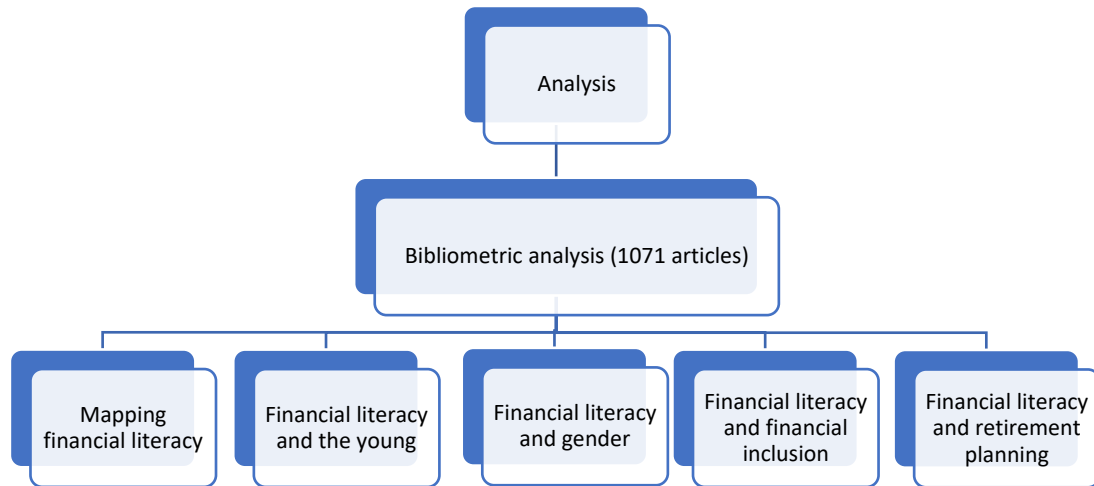 Analysis
Bibliometric analysis (1071 articles)
Mapping
financial literacy
Financial literacy
and the young
Financial literacy
and gender
Financial literacy
and financial
inclusion
Financial literacy
and retirement
planning